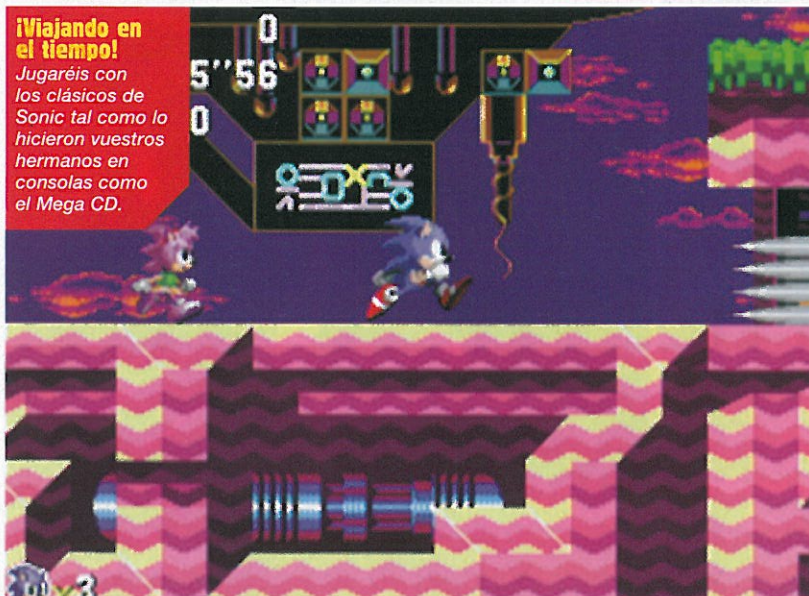 ¡Viajando en
el tiempo!
Jugaréis con
los clásicos de
Sonic tal como lo
hicieron vuestros
hermanos en
consolas como
el Mega CD.
0
5"56
0
×3